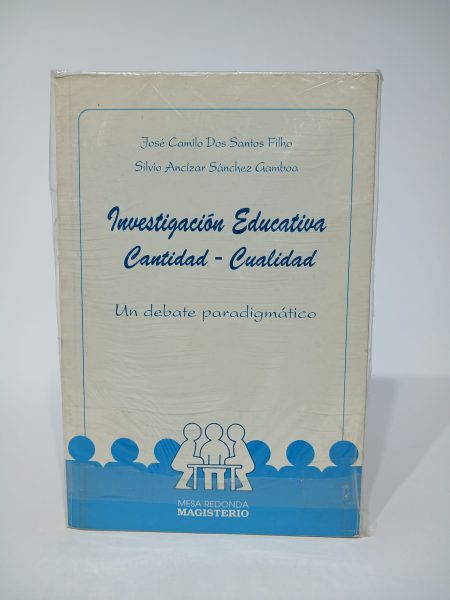 José Camilo Dos Santos Filho
Silvio Ancízar Sánchez Gamboa
Investigación Educativa
Cantidad - Cualidad
Un debate paradigmático
MESA REDONDA
MAGISTERIO